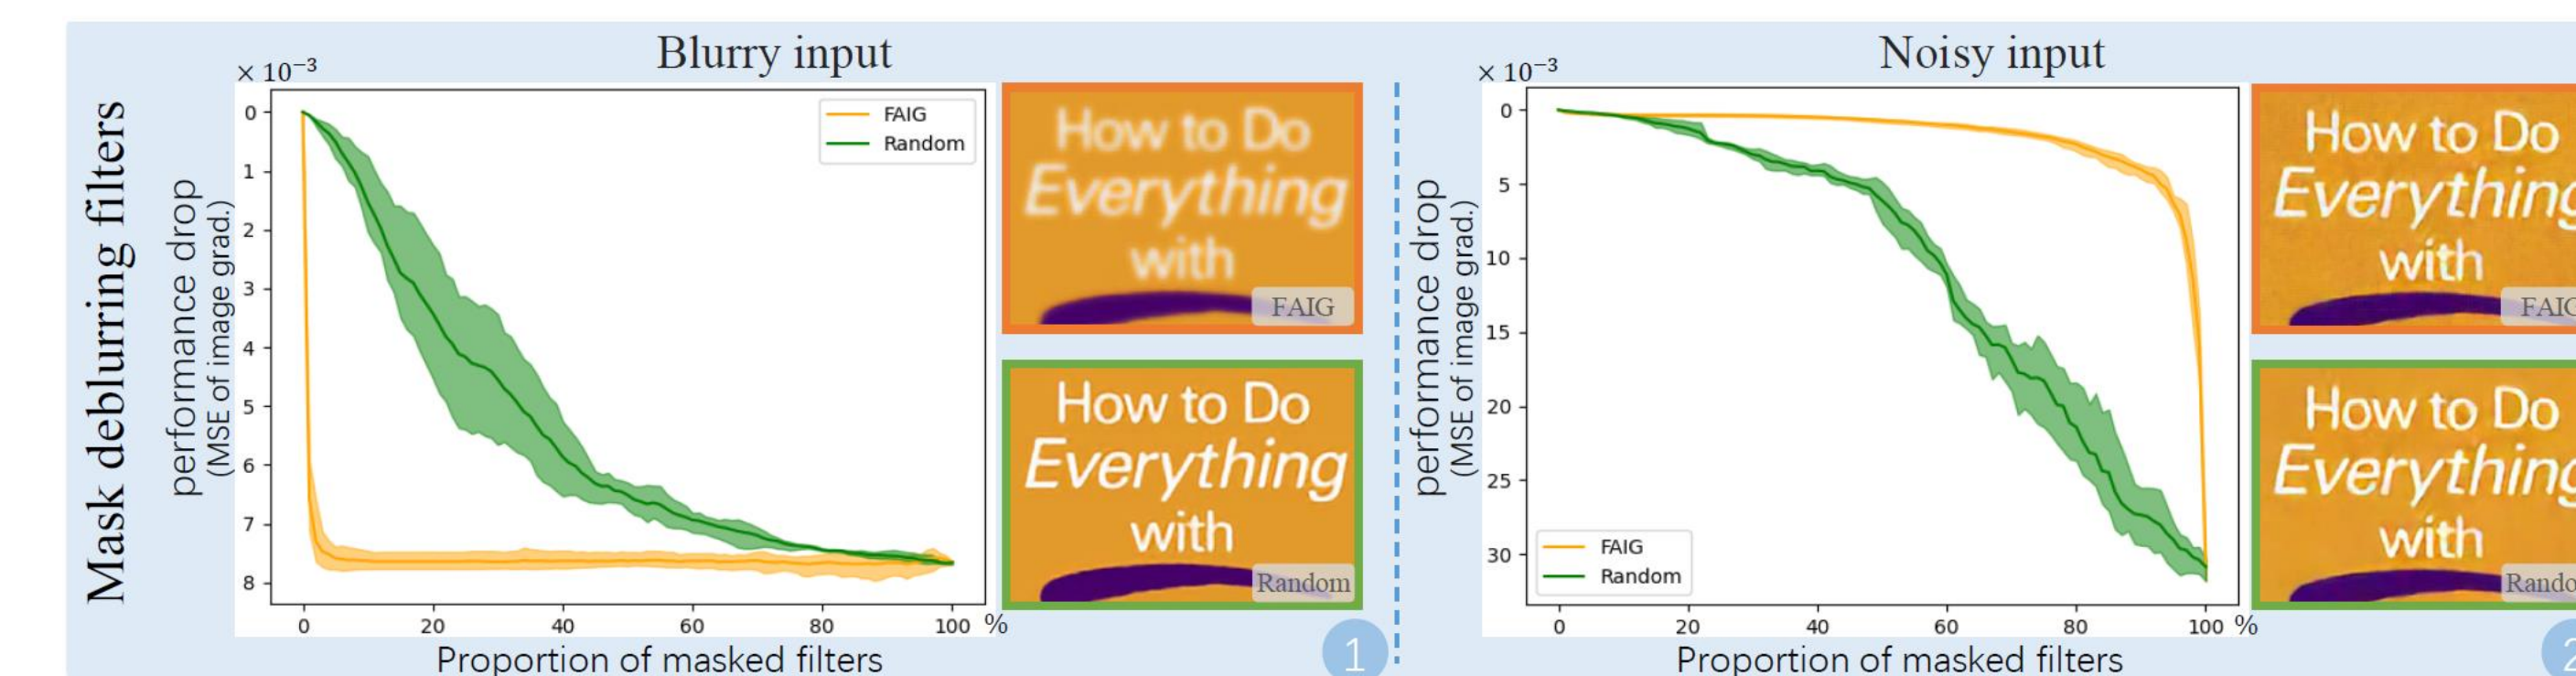 Mask deblurring filters
Blurry input
× 10⁻³
performance drop
(MSE of image grad.)
0
1
2
3
4
5
6
7
8
FAIG
Random
0 20 40 60 80 100 %
Proportion of masked filters
How to Do
Everything
with
FAIG
How to Do
Everything
with
Random
1
Noisy input
× 10⁻³
performance drop
(MSE of image grad.)
0
5
10
15
20
25
30
FAIG
Random
0 20 40 60 80 100 %
Proportion of masked filters
How to Do
Everything
with
FAIG
How to Do
Everything
with
Rando
2